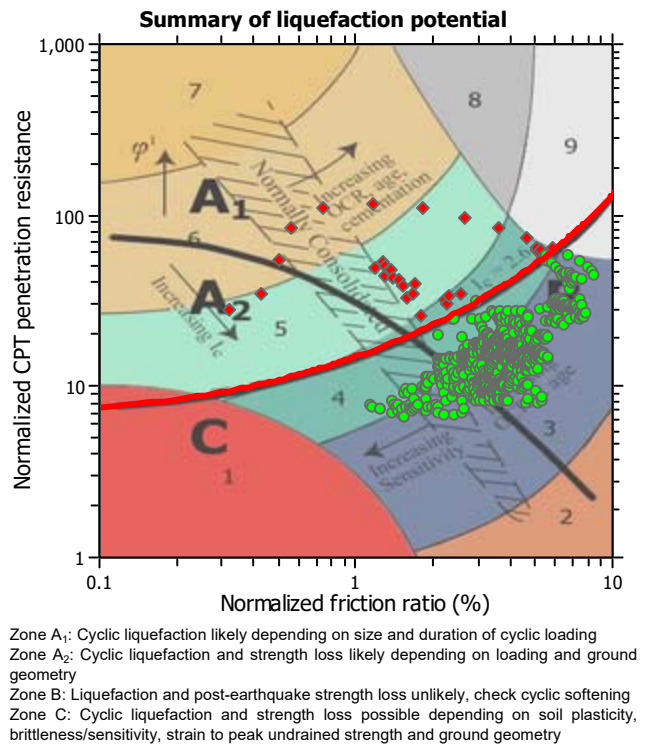 Summary of liquefaction potential
1,000
100
10
1
0.1
1
10
Normalized CPT penetration resistance
Normalized friction ratio (%)
7
8
9
φ'
A1
Increasing
OCR, age,
cementation
Normally Consolidated
6
A2
Increasing Ic
5
Ic = 2.6
4
C
1
3
age
Increasing
Sensitivity
2
Zone A1: Cyclic liquefaction likely depending on size and duration of cyclic loading
Zone A2: Cyclic liquefaction and strength loss likely depending on loading and ground
geometry
Zone B: Liquefaction and post-earthquake strength loss unlikely, check cyclic softening
Zone C: Cyclic liquefaction and strength loss possible depending on soil plasticity,
brittleness/sensitivity, strain to peak undrained strength and ground geometry